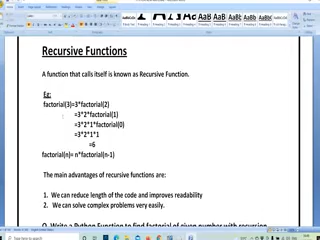 Recursive Functions
A function that calls itself is known as Recursive Function.
Eg:
factorial(3)=3*factorial(2)
=3*2*factorial(1)
=3*2*1*factorial(0)
=3*2*1*1
=6
factorial(n)= n*factorial(n-1)
The main advantages of recursive functions are:
1. We can reduce length of the code and improves readability
2. We can solve complex problems very easily.
Q. Write a Python Function to find factorial of given number with recursion